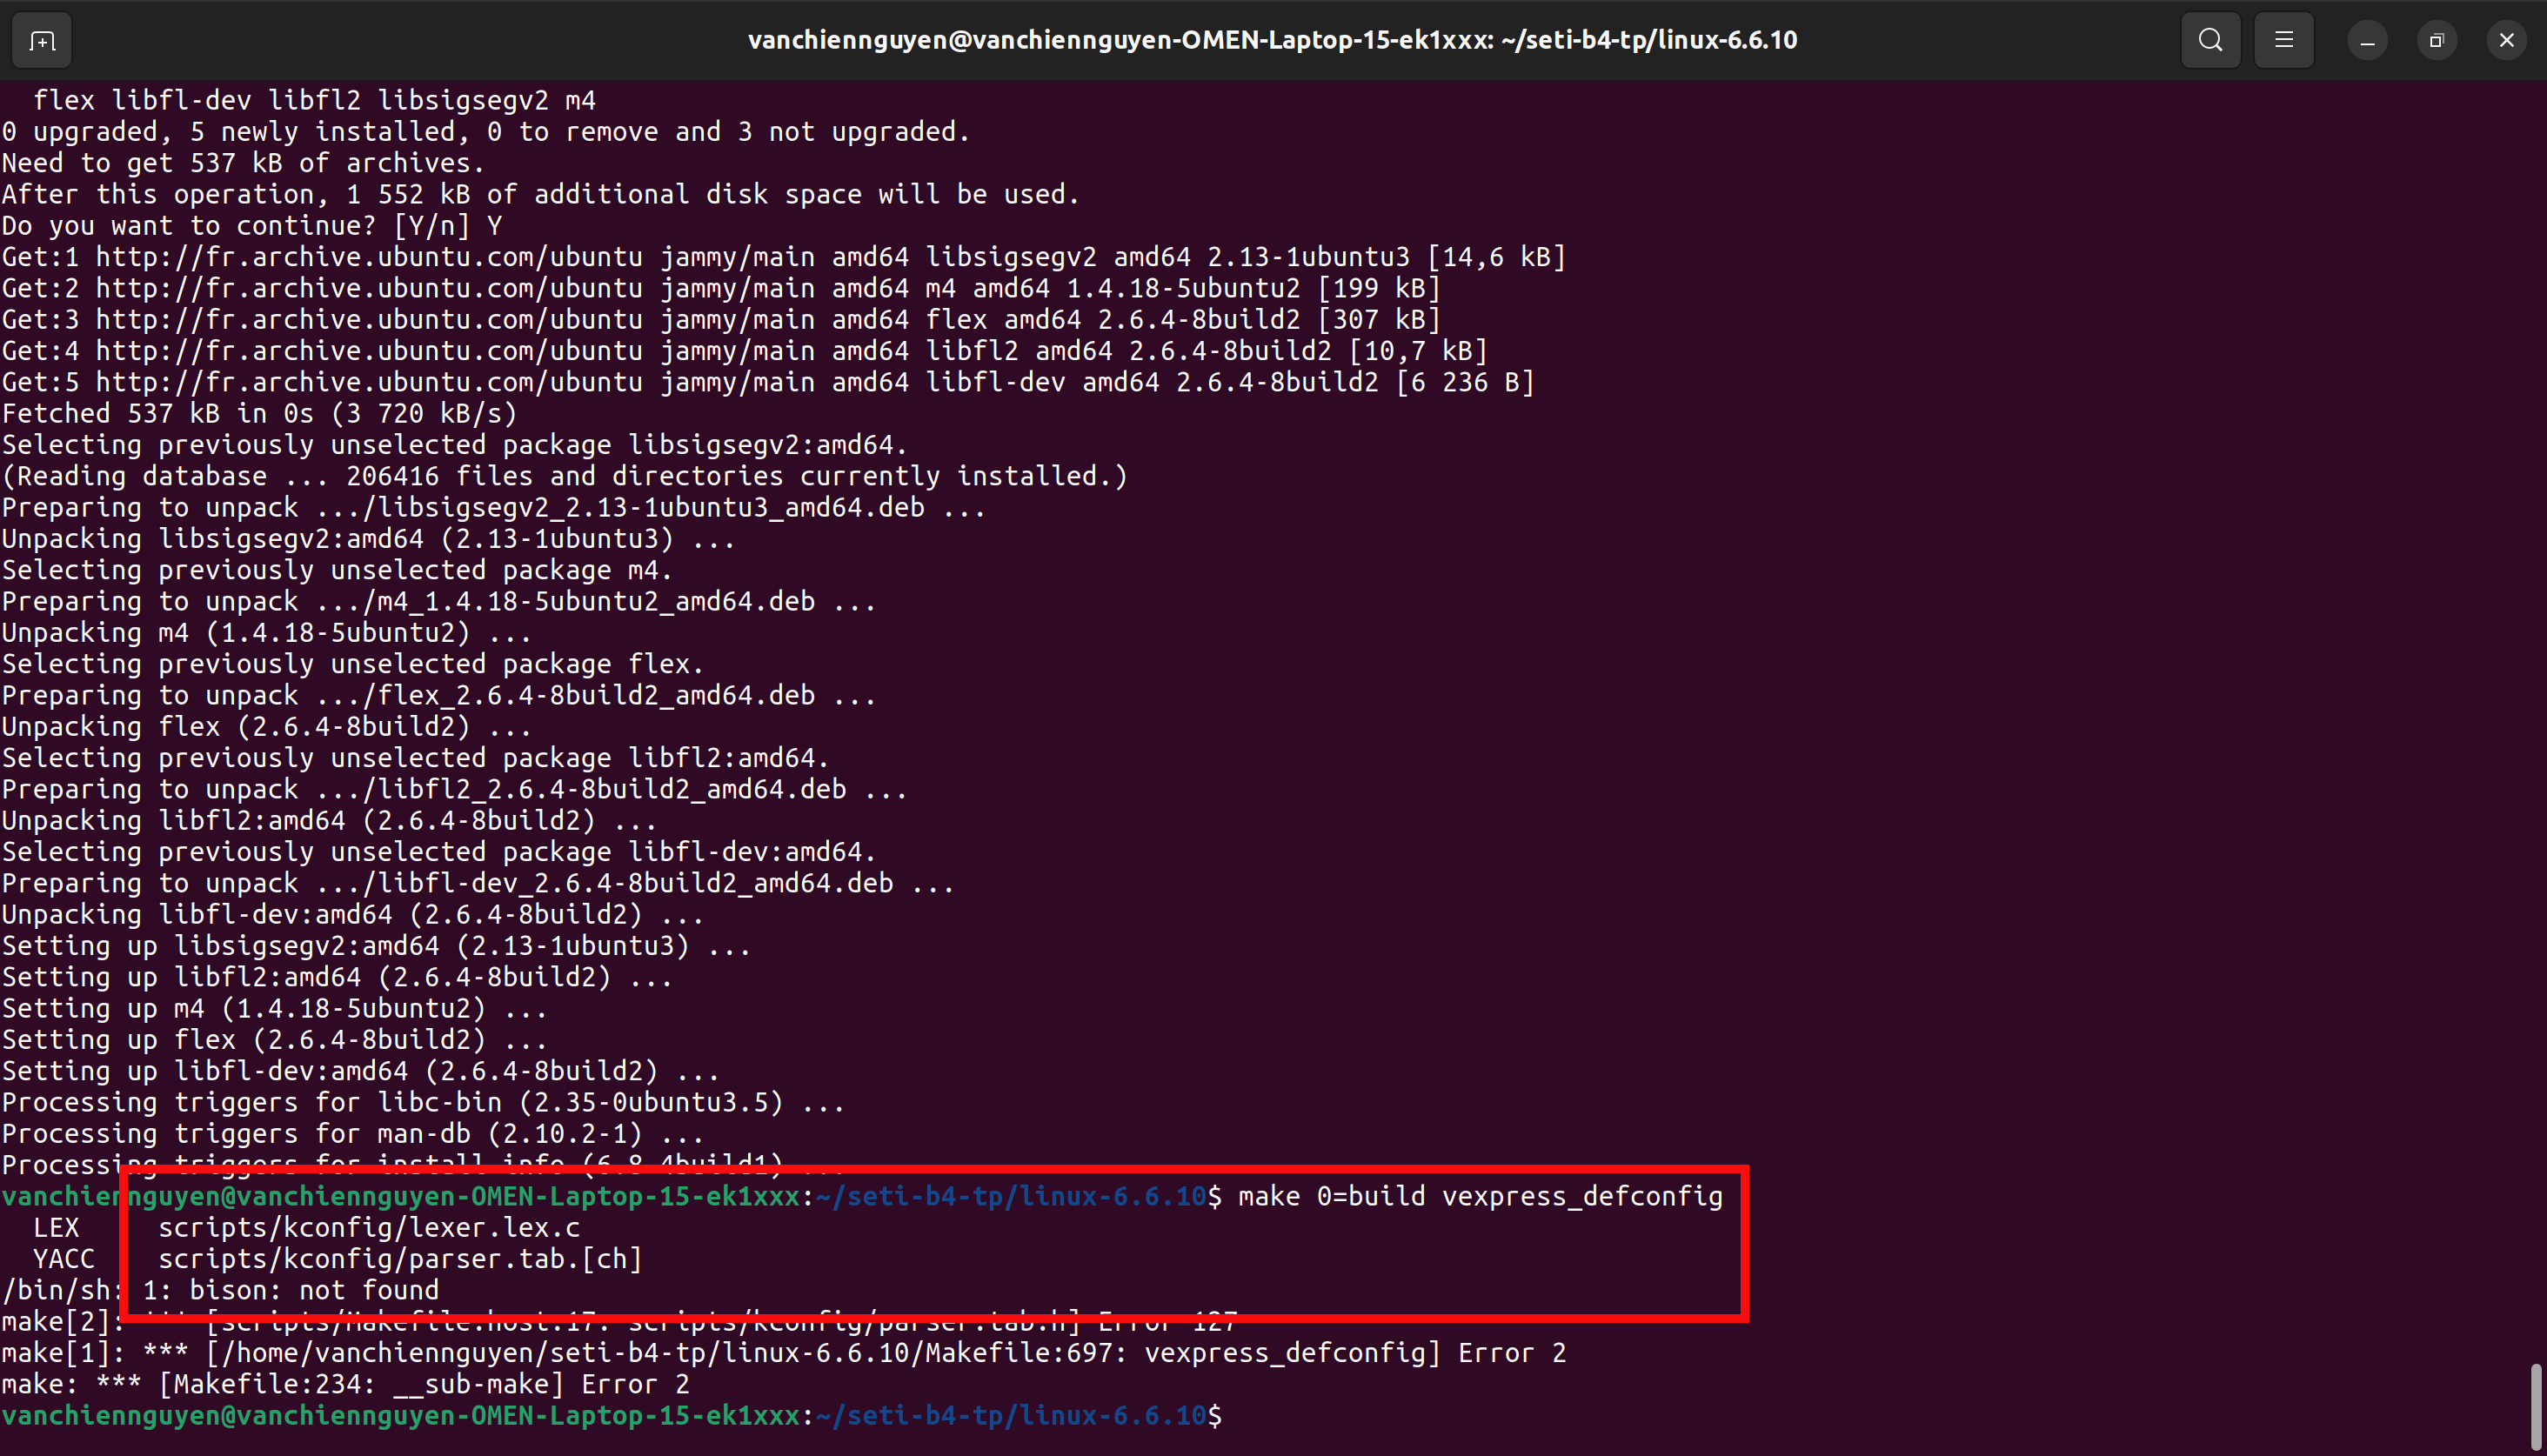 vanchiennguyen@vanchiennguyen-OMEN-Laptop-15-ek1xxx: ~/seti-b4-tp/linux-6.6.10
  flex libfl-dev libfl2 libsigsegv2 m4
0 upgraded, 5 newly installed, 0 to remove and 3 not upgraded.
Need to get 537 kB of archives.
After this operation, 1 552 kB of additional disk space will be used.
Do you want to continue? [Y/n] Y
Get:1 http://fr.archive.ubuntu.com/ubuntu jammy/main amd64 libsigsegv2 amd64 2.13-1ubuntu3 [14,6 kB]
Get:2 http://fr.archive.ubuntu.com/ubuntu jammy/main amd64 m4 amd64 1.4.18-5ubuntu2 [199 kB]
Get:3 http://fr.archive.ubuntu.com/ubuntu jammy/main amd64 flex amd64 2.6.4-8build2 [307 kB]
Get:4 http://fr.archive.ubuntu.com/ubuntu jammy/main amd64 libfl2 amd64 2.6.4-8build2 [10,7 kB]
Get:5 http://fr.archive.ubuntu.com/ubuntu jammy/main amd64 libfl-dev amd64 2.6.4-8build2 [6 236 B]
Fetched 537 kB in 0s (3 720 kB/s)
Selecting previously unselected package libsigsegv2:amd64.
(Reading database ... 206416 files and directories currently installed.)
Preparing to unpack .../libsigsegv2_2.13-1ubuntu3_amd64.deb ...
Unpacking libsigsegv2:amd64 (2.13-1ubuntu3) ...
Selecting previously unselected package m4.
Preparing to unpack .../m4_1.4.18-5ubuntu2_amd64.deb ...
Unpacking m4 (1.4.18-5ubuntu2) ...
Selecting previously unselected package flex.
Preparing to unpack .../flex_2.6.4-8build2_amd64.deb ...
Unpacking flex (2.6.4-8build2) ...
Selecting previously unselected package libfl2:amd64.
Preparing to unpack .../libfl2_2.6.4-8build2_amd64.deb ...
Unpacking libfl2:amd64 (2.6.4-8build2) ...
Selecting previously unselected package libfl-dev:amd64.
Preparing to unpack .../libfl-dev_2.6.4-8build2_amd64.deb ...
Unpacking libfl-dev:amd64 (2.6.4-8build2) ...
Setting up libsigsegv2:amd64 (2.13-1ubuntu3) ...
Setting up libfl2:amd64 (2.6.4-8build2) ...
Setting up m4 (1.4.18-5ubuntu2) ...
Setting up flex (2.6.4-8build2) ...
Setting up libfl-dev:amd64 (2.6.4-8build2) ...
Processing triggers for libc-bin (2.35-0ubuntu3.5) ...
Processing triggers for man-db (2.10.2-1) ...
Processing triggers for install-info (6.8-4build1) ...
vanchiennguyen@vanchiennguyen-OMEN-Laptop-15-ek1xxx:~/seti-b4-tp/linux-6.6.10$ make 0=build vexpress_defconfig
  LEX     scripts/kconfig/lexer.lex.c
  YACC    scripts/kconfig/parser.tab.[ch]
/bin/sh: 1: bison: not found
make[2]: *** [scripts/Makefile.host:17: scripts/kconfig/parser.tab.h] Error 127
make[1]: *** [/home/vanchiennguyen/seti-b4-tp/linux-6.6.10/Makefile:697: vexpress_defconfig] Error 2
make: *** [Makefile:234: __sub-make] Error 2
vanchiennguyen@vanchiennguyen-OMEN-Laptop-15-ek1xxx:~/seti-b4-tp/linux-6.6.10$